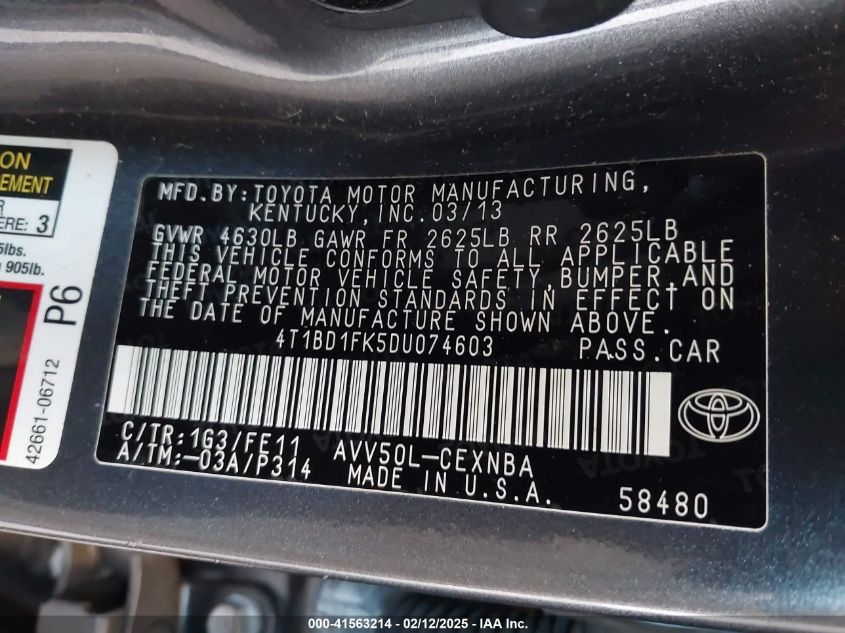 ON
EMENT
R
ERE: 3
5lbs.
905lb.
P6
42661-06712
MFD.BY:TOYOTA MOTOR MANUFACTURING,
KENTUCKY,INC.03/13
GVWR 4630LB GAWR FR 2625LB RR 2625LB
THIS VEHICLE CONFORMS TO ALL APPLICABLE
FEDERAL MOTOR VEHICLE SAFETY,BUMPER,AND
THEFT PREVENTION STANDARDS IN EFFECT ON
THE DATE OF MANUFACTURE SHOWN ABOVE.
4T1BD1FK5DU074603 PASS.CAR
C/TR:1G3/FE11 AVV50L-CEXNBA
A/TM:-03A/P314 MADE IN U.S.A.
58480
000-41563214 - 02/12/2025 - IAA Inc.